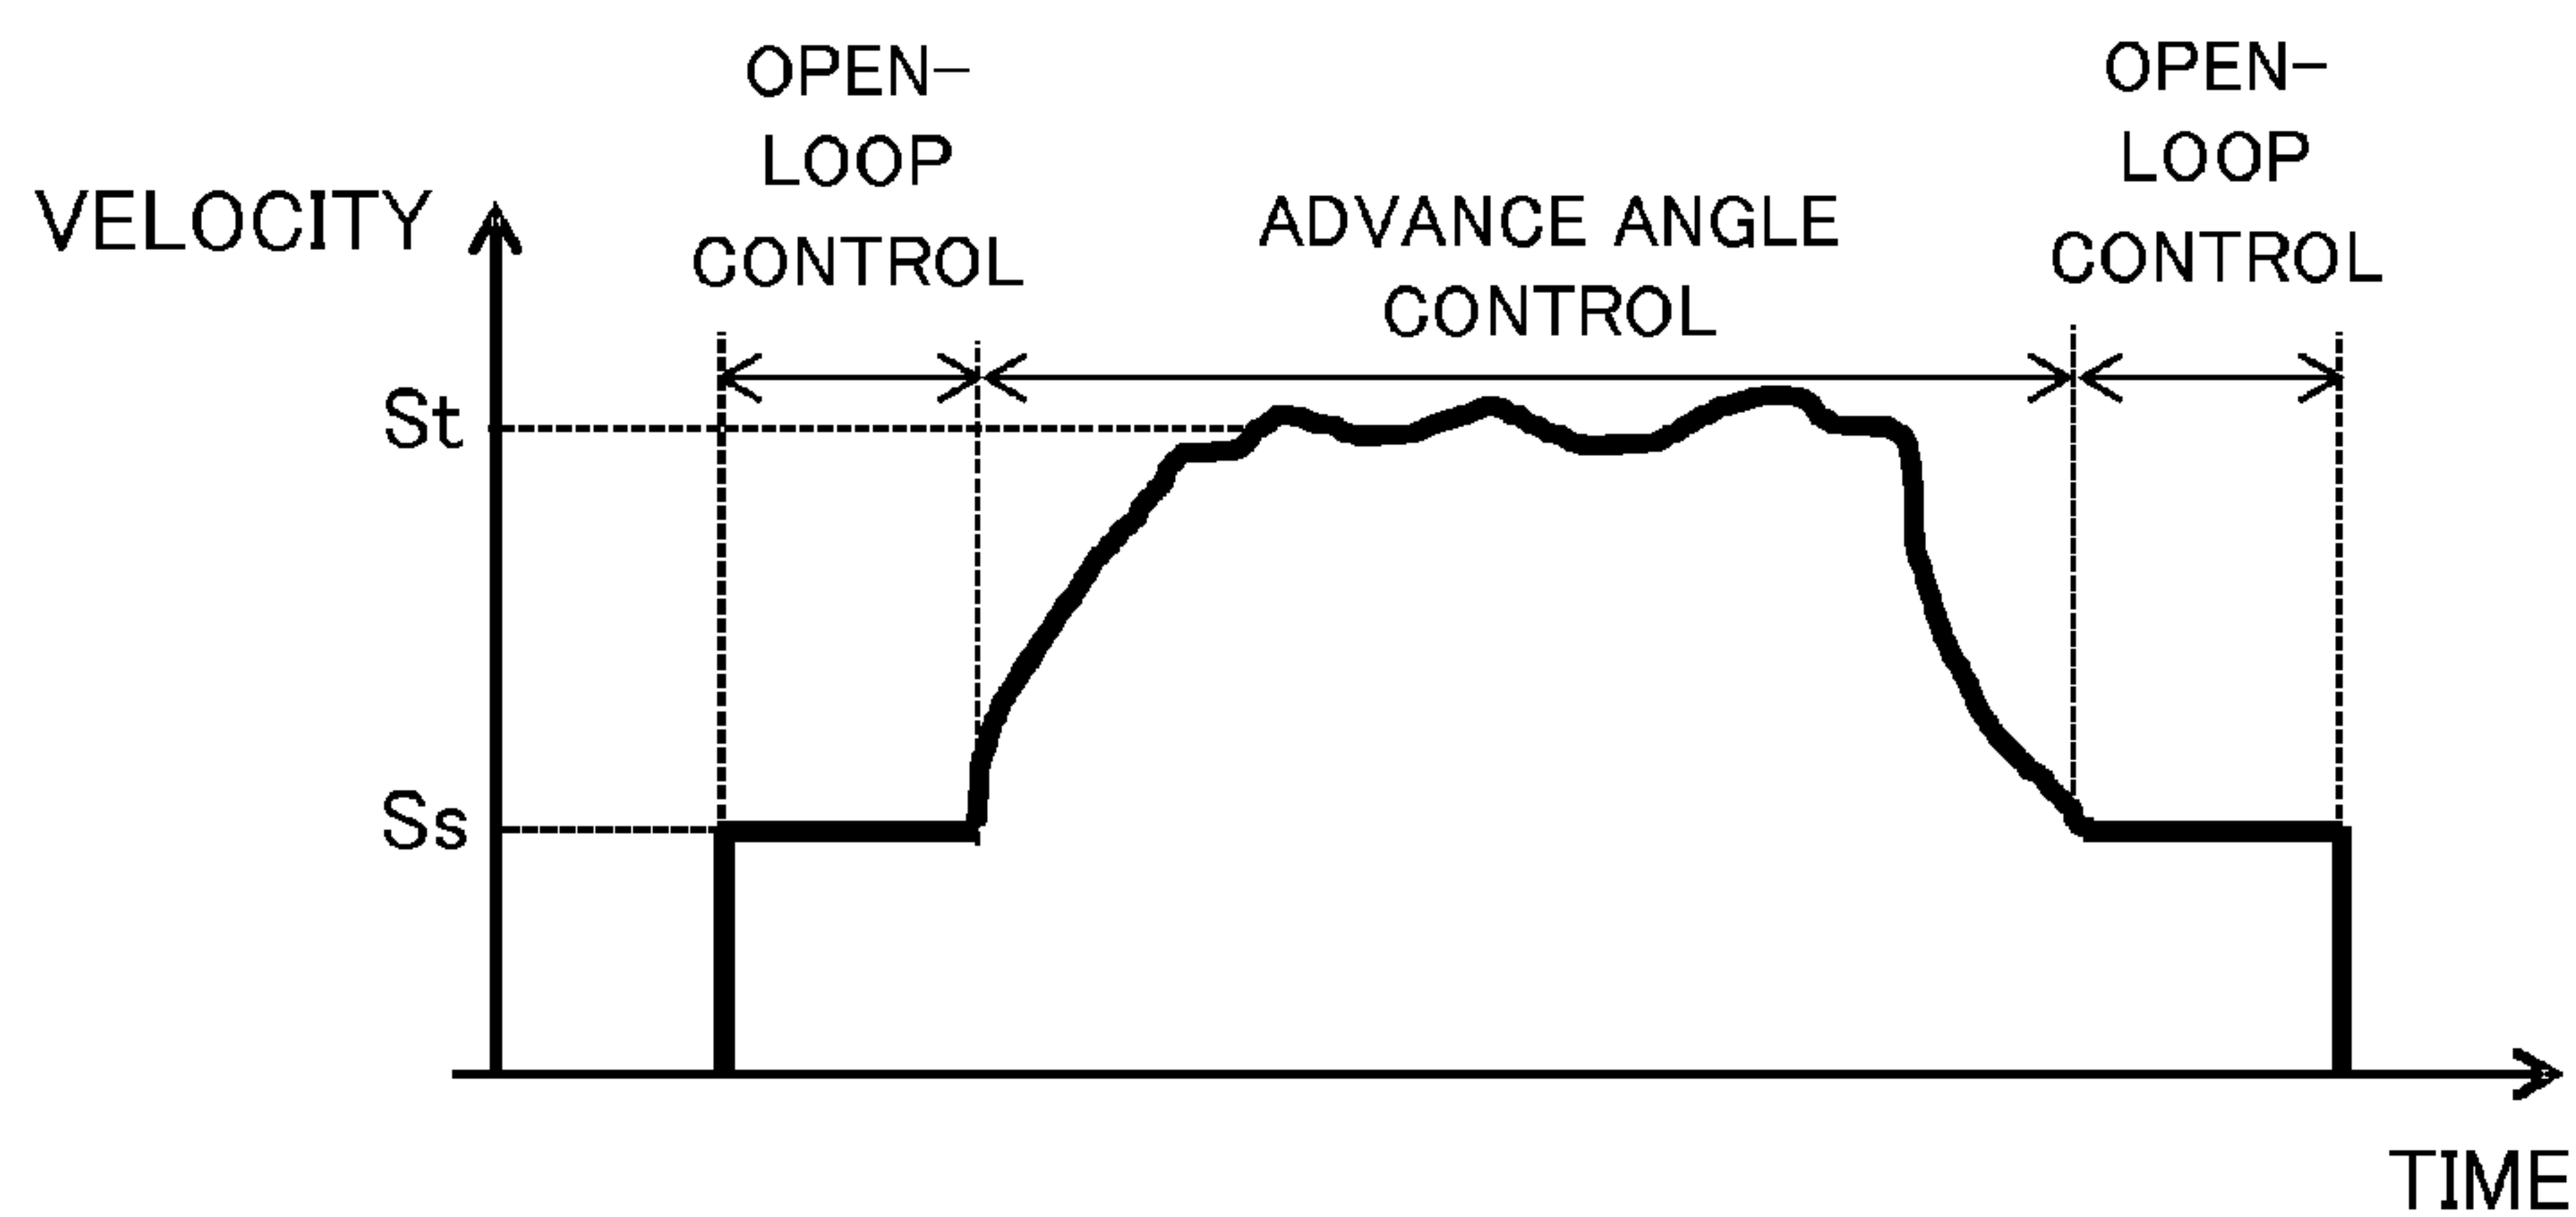 OPEN-
LOOP
CONTROL
OPEN-
LOOP
CONTROL
ADVANCE ANGLE
CONTROL
VELOCITY
St
Ss
TIME